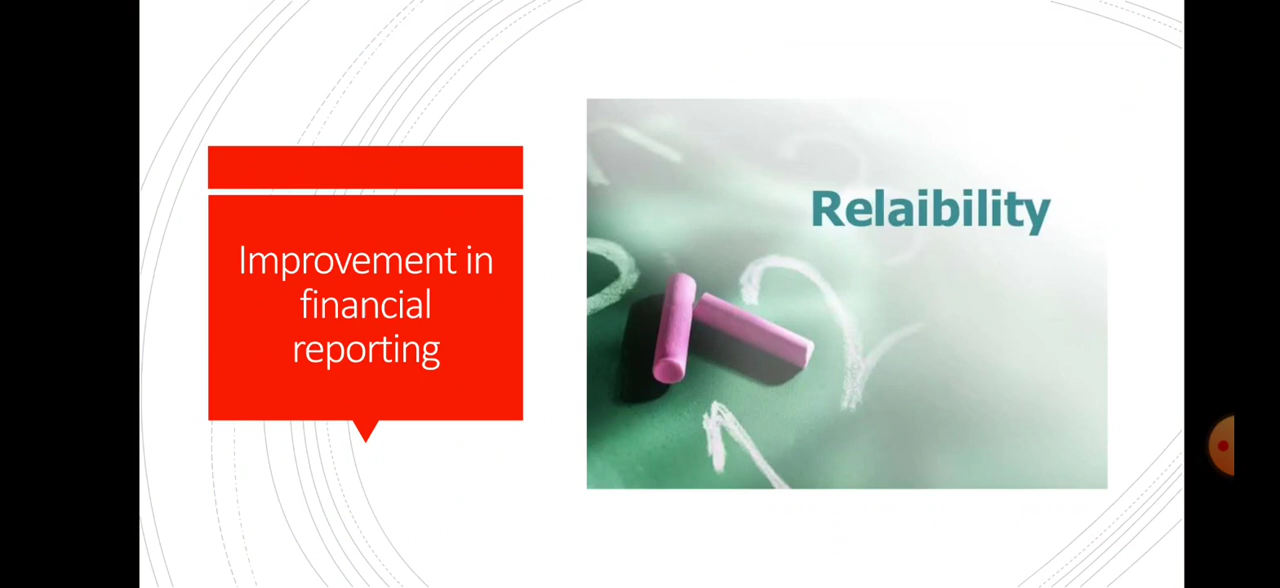 Improvement in
financial
reporting
Relaibility